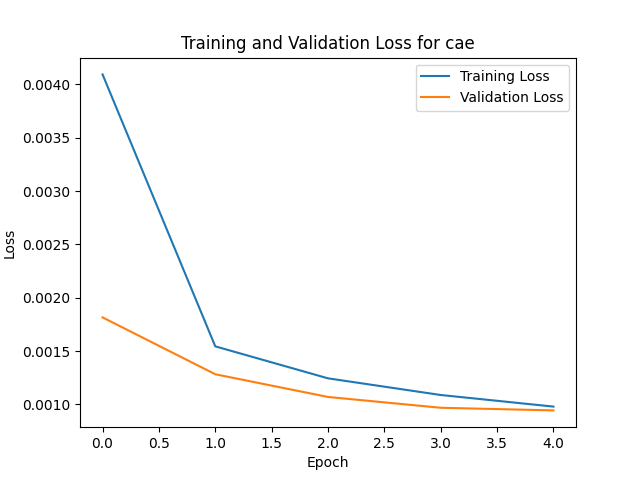 Training and Validation Loss for cae
Training Loss
Validation Loss
0.0040
0.0035
0.0030
0.0025
0.0020
0.0015
0.0010
Loss
0.0 0.5 1.0 1.5 2.0 2.5 3.0 3.5 4.0
Epoch